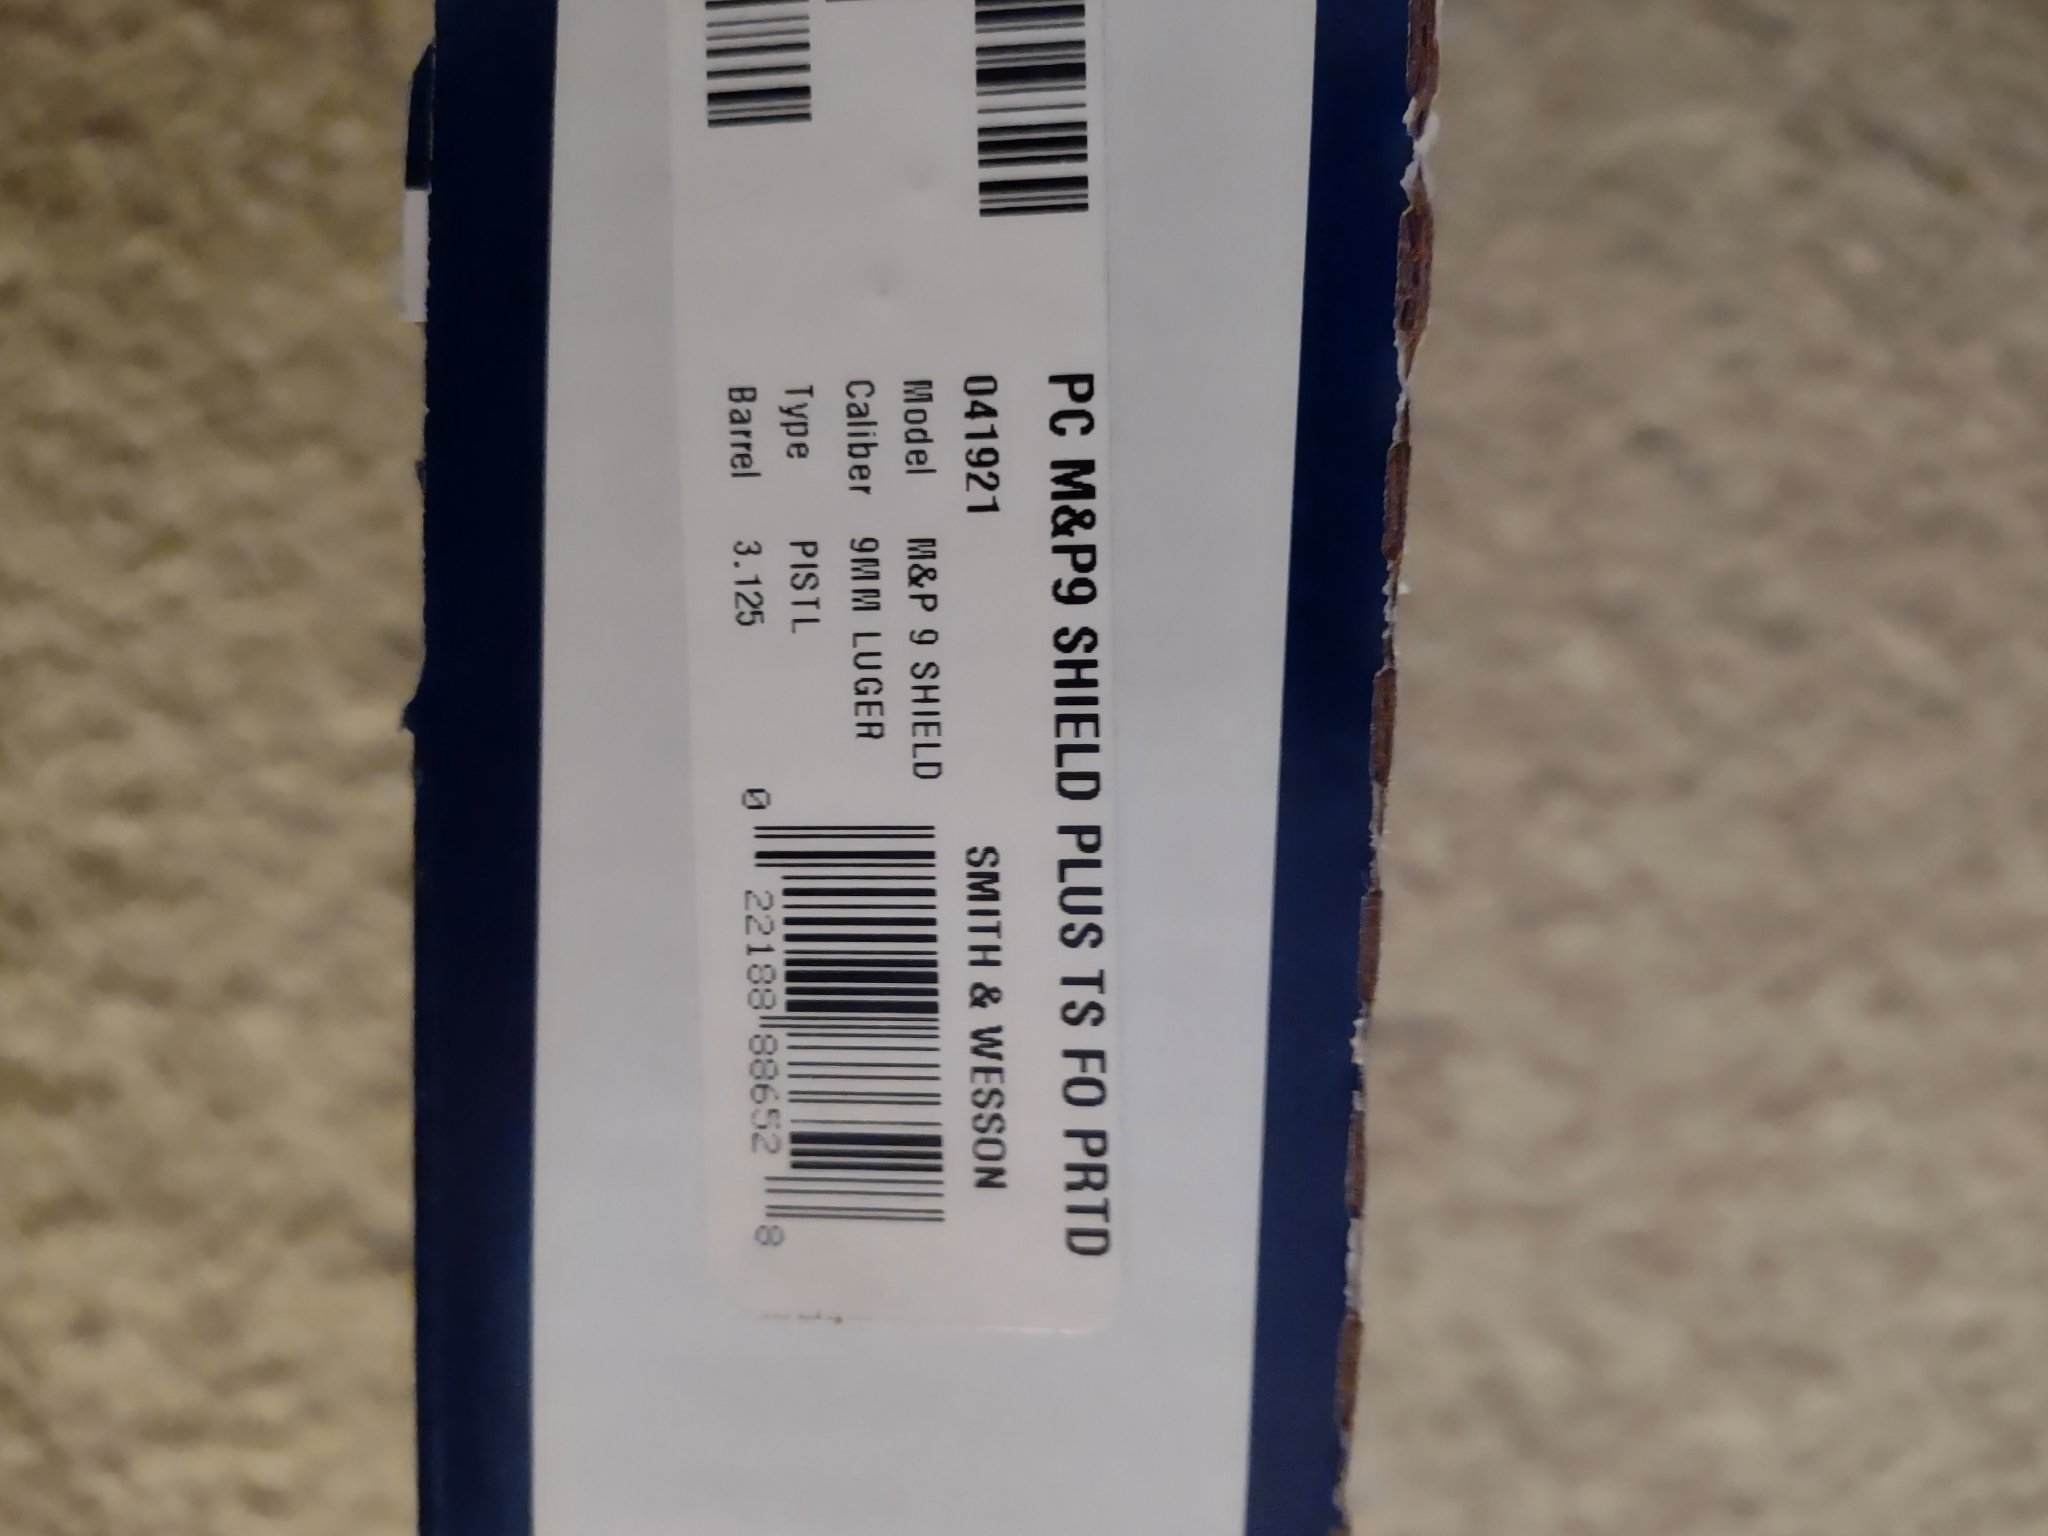 PC M&P9 SHIELD PLUS TS FO PRTD
041921
SMITH & WESSON
Model M&P 9 SHIELD
Caliber 9MM LUGER
Type PISTL
Barrel 3.125
0 22188 88652 8